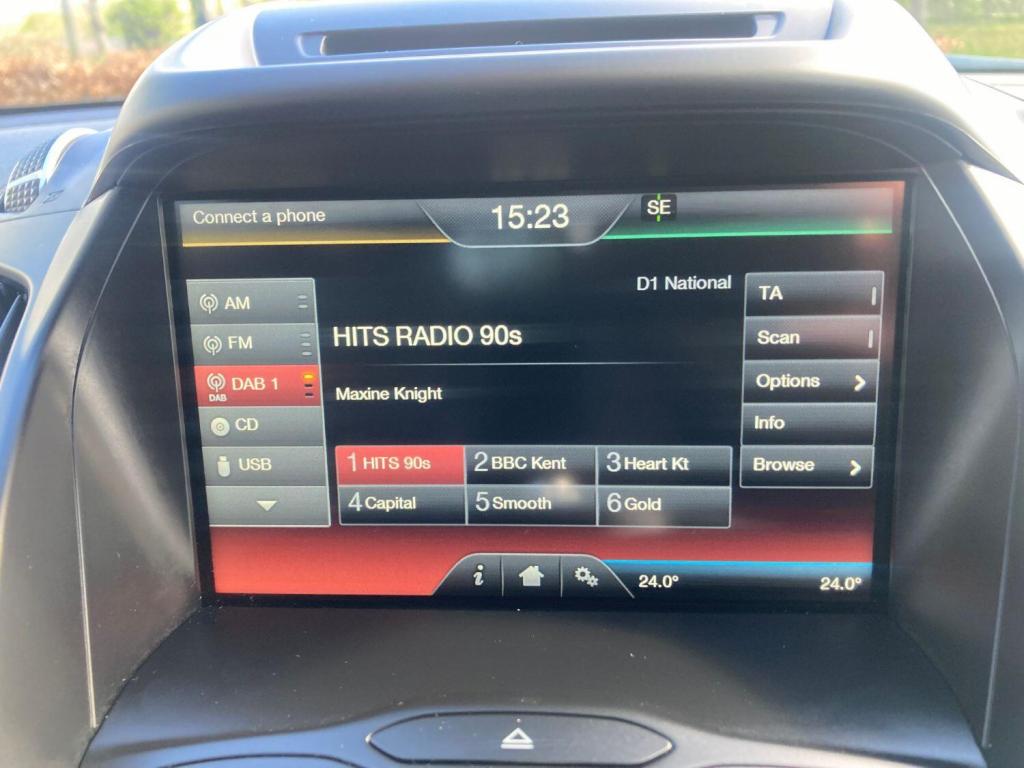 Connect a phone
15:23
SE
D1 National
AM
FM
DAB 1
DAB
CD
USB
HITS RADIO 90s
Maxine Knight
1 HITS 90s
2 BBC Kent
3 Heart Kt
4 Capital
5 Smooth
6 Gold
TA
Scan
Options
Info
Browse
i
24.0°
24.0°